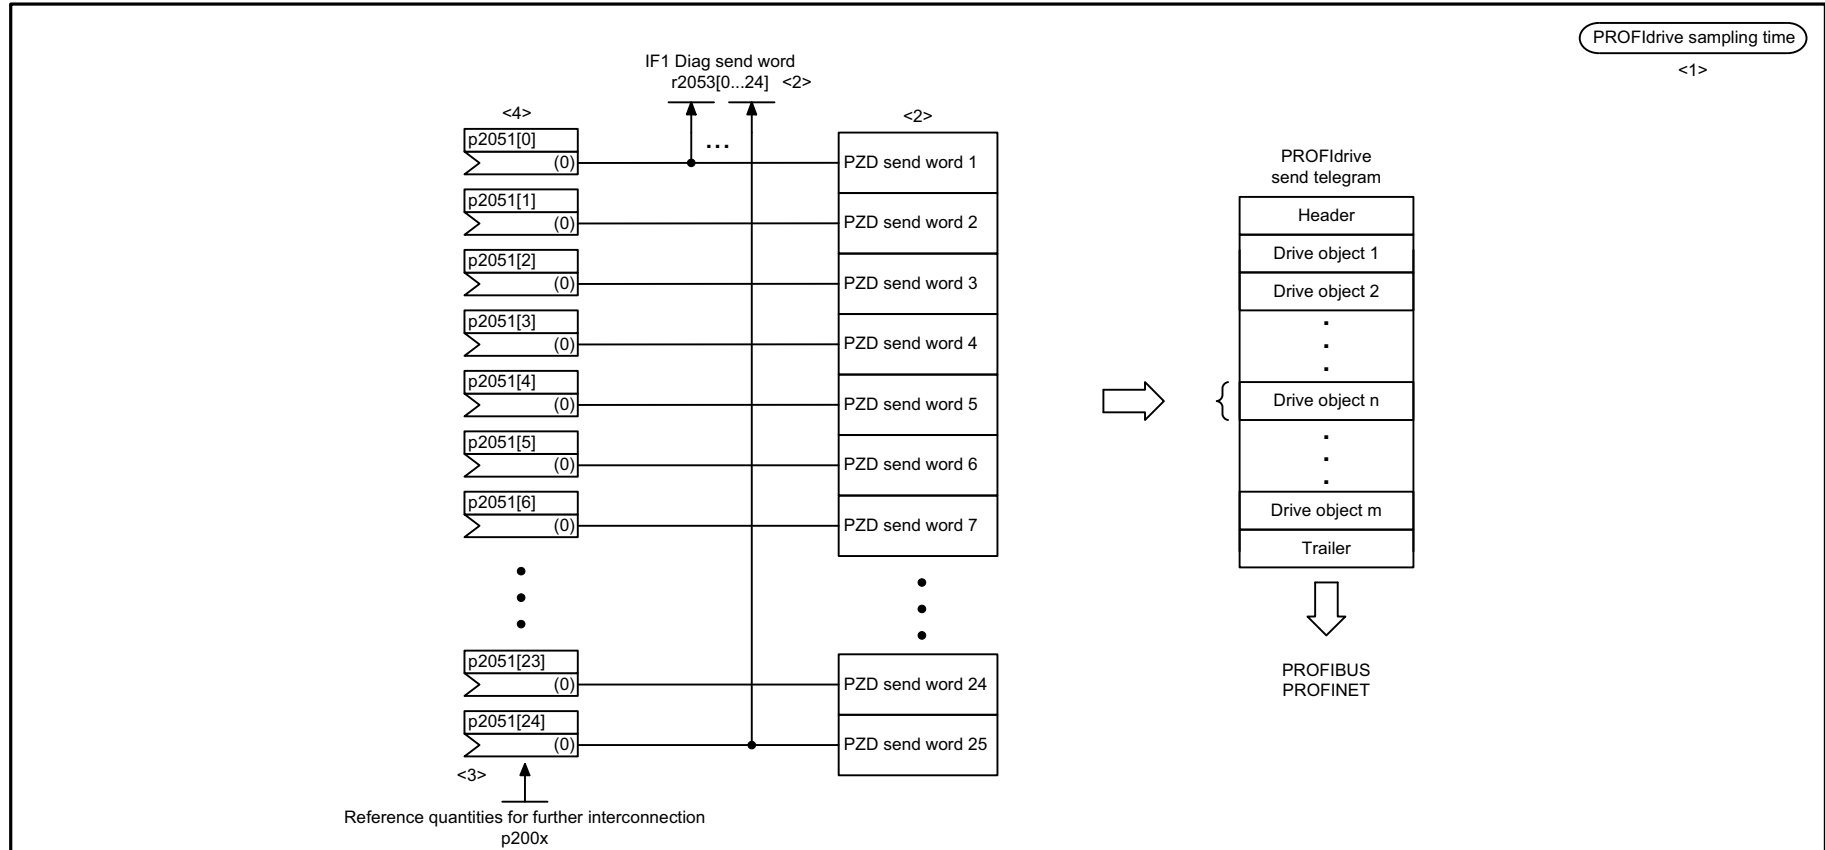 PROFIdrive sampling time
<1>
IF1 Diag send word
r2053[0...24] <2>
<4>
<2>
p2051[0]
(0)
PZD send word 1
...
p2051[1]
(0)
PZD send word 2
p2051[2]
(0)
PZD send word 3
p2051[3]
(0)
PZD send word 4
p2051[4]
(0)
PZD send word 5
p2051[5]
(0)
PZD send word 6
p2051[6]
(0)
PZD send word 7
p2051[23]
(0)
PZD send word 24
p2051[24]
(0)
PZD send word 25
<3>
Reference quantities for further interconnection
p200x
PROFIdrive
send telegram
Header
Drive object 1
Drive object 2
Drive object n
Drive object m
Trailer
PROFIBUS
PROFINET